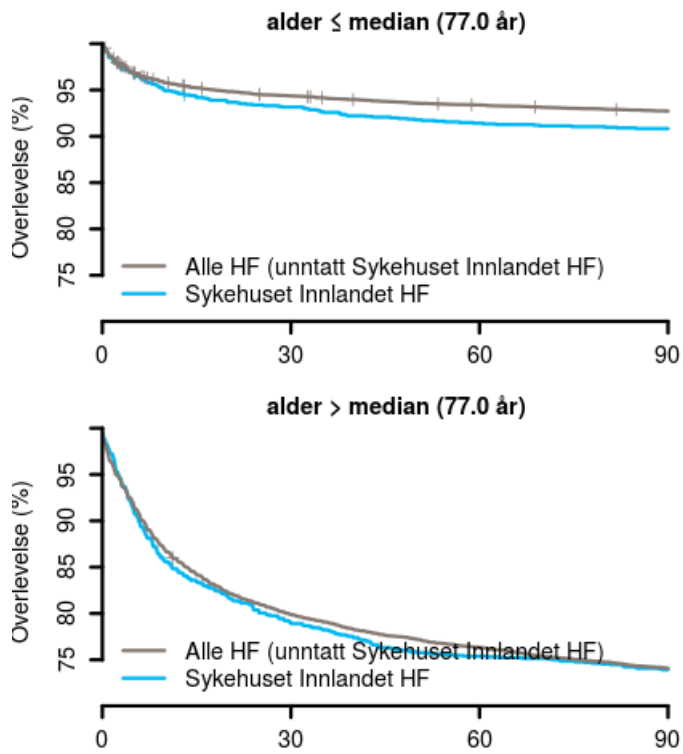 alder ≤ median (77.0 år)
Overlevelse (%)
95
90
85
80
75
Alle HF (unntatt Sykehuset Innlandet HF)
Sykehuset Innlandet HF
0 30 60 90
alder > median (77.0 år)
Overlevelse (%)
95
90
85
80
75
Alle HF (unntatt Sykehuset Innlandet HF)
Sykehuset Innlandet HF
0 30 60 90